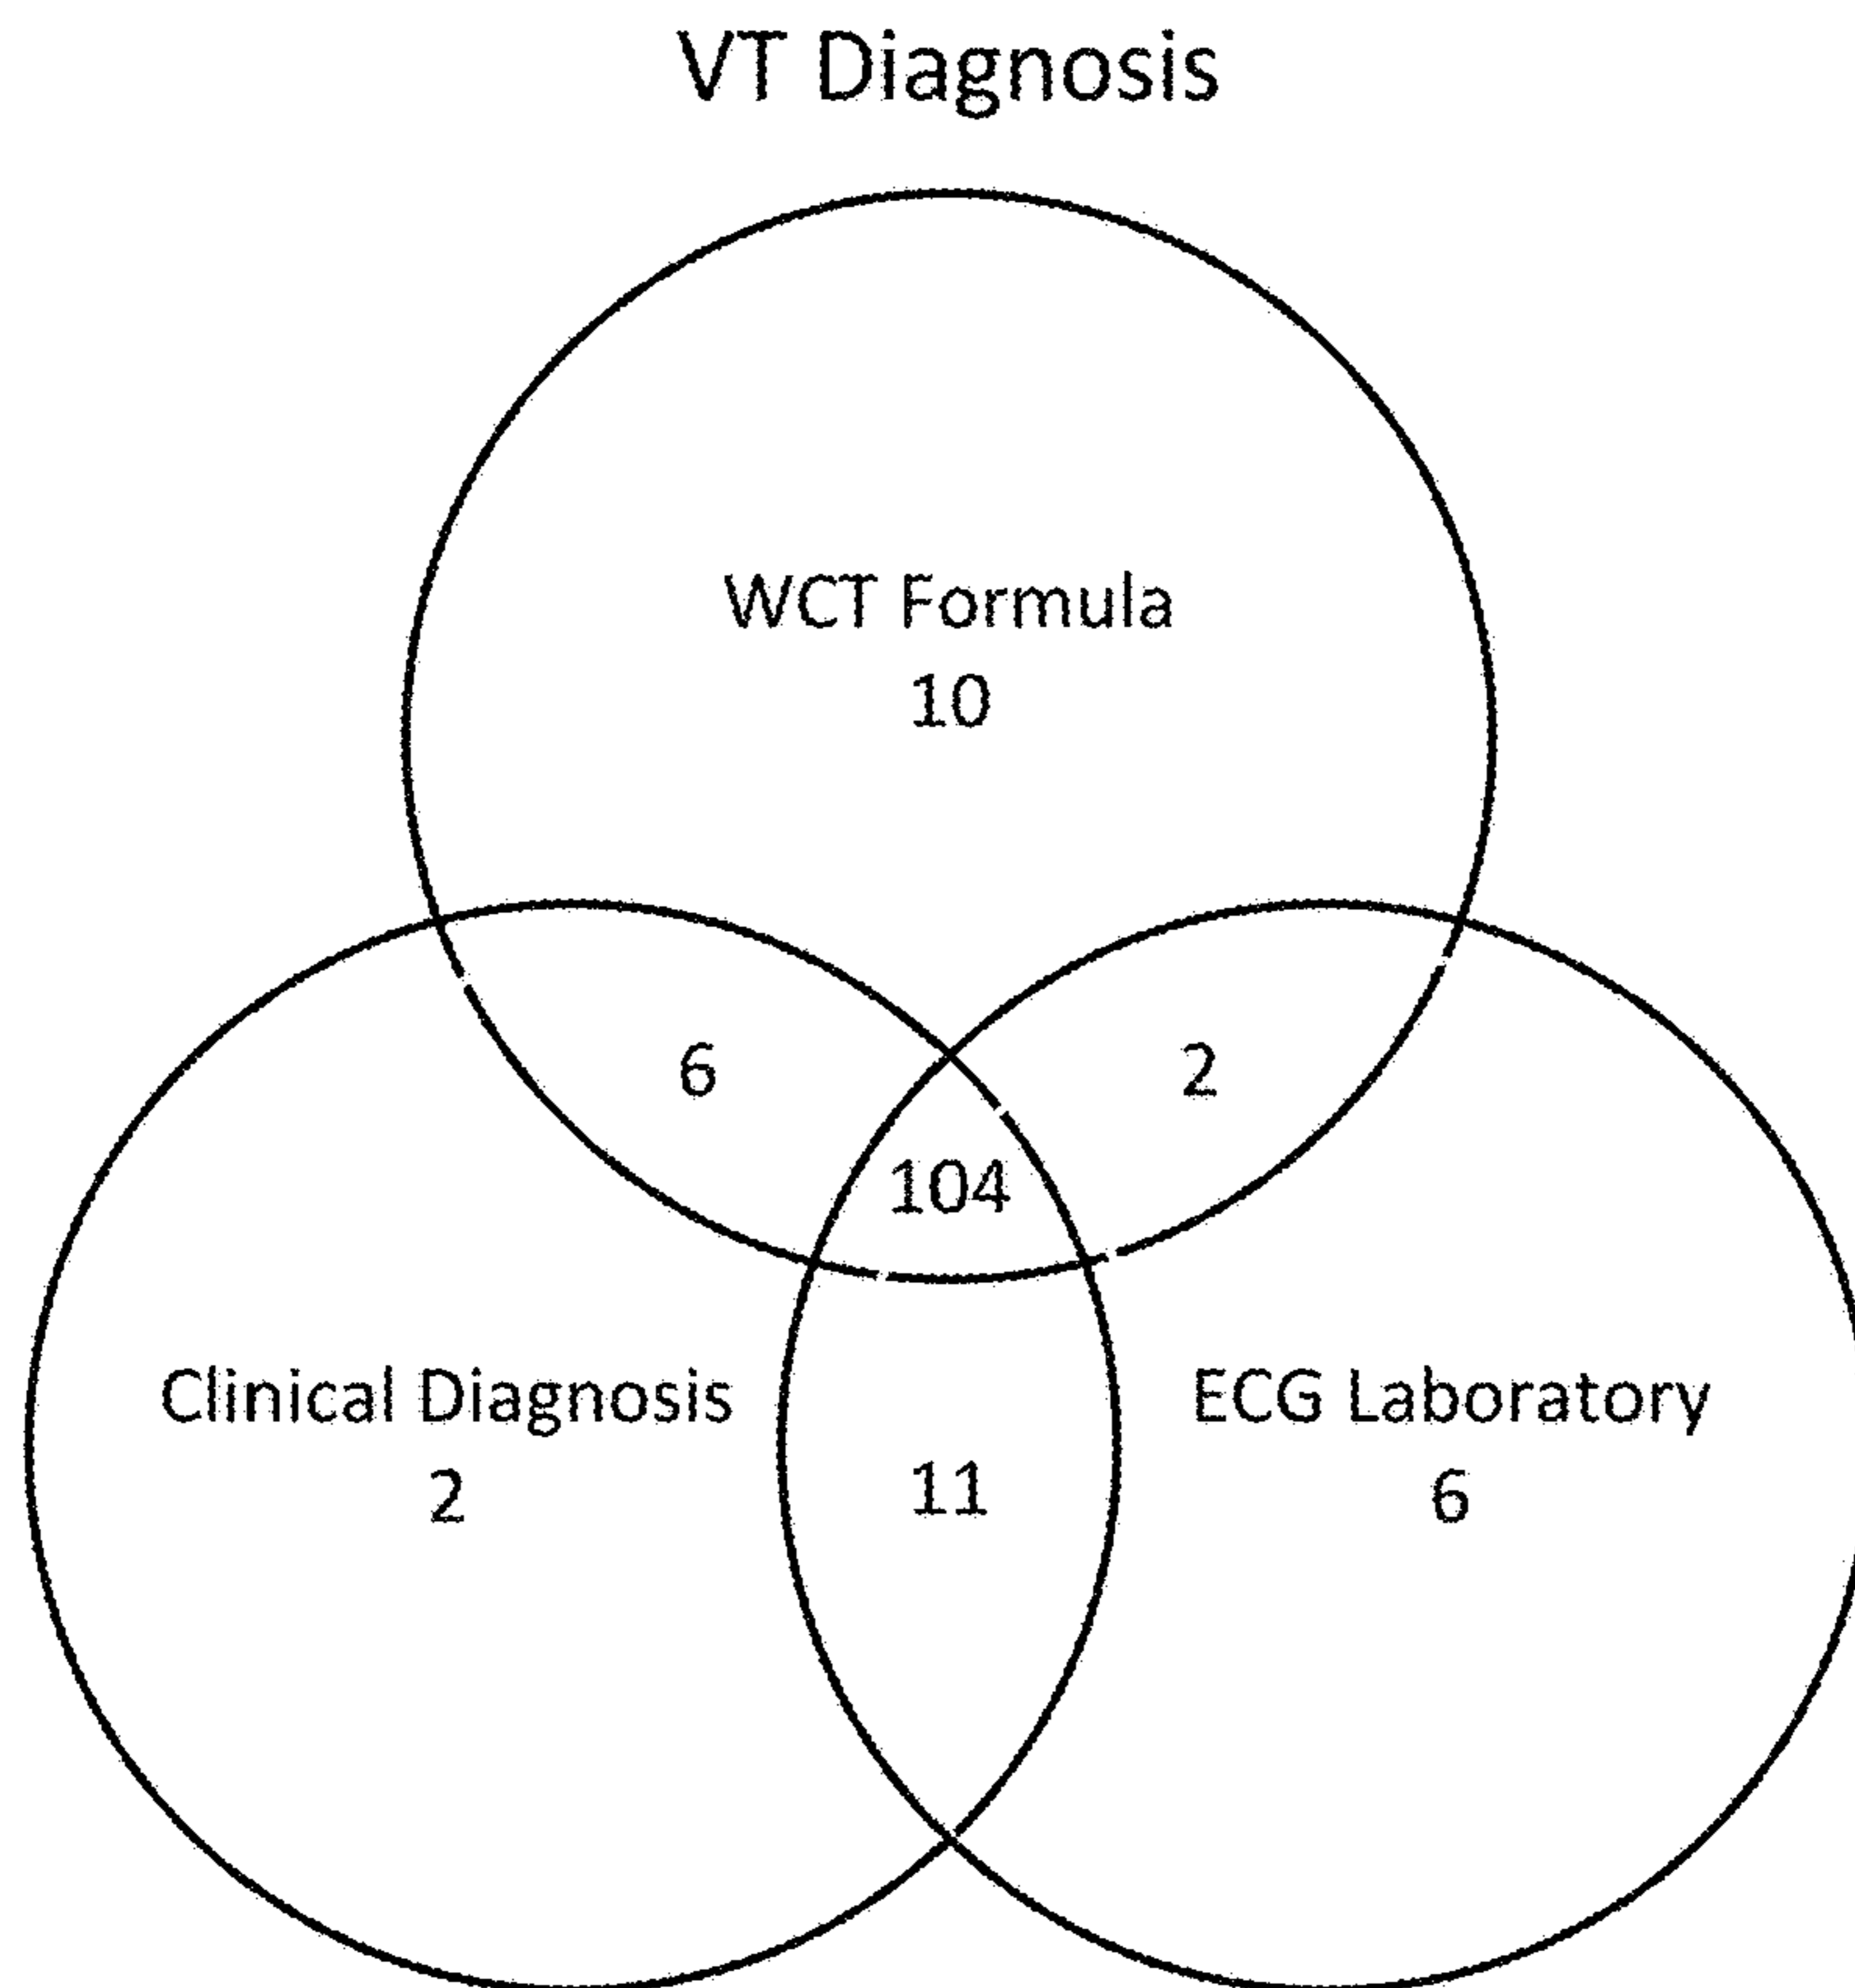 VT Diagnosis
WCT Formula
10
6
2
104
Clinical Diagnosis
2
11
ECG Laboratory
6